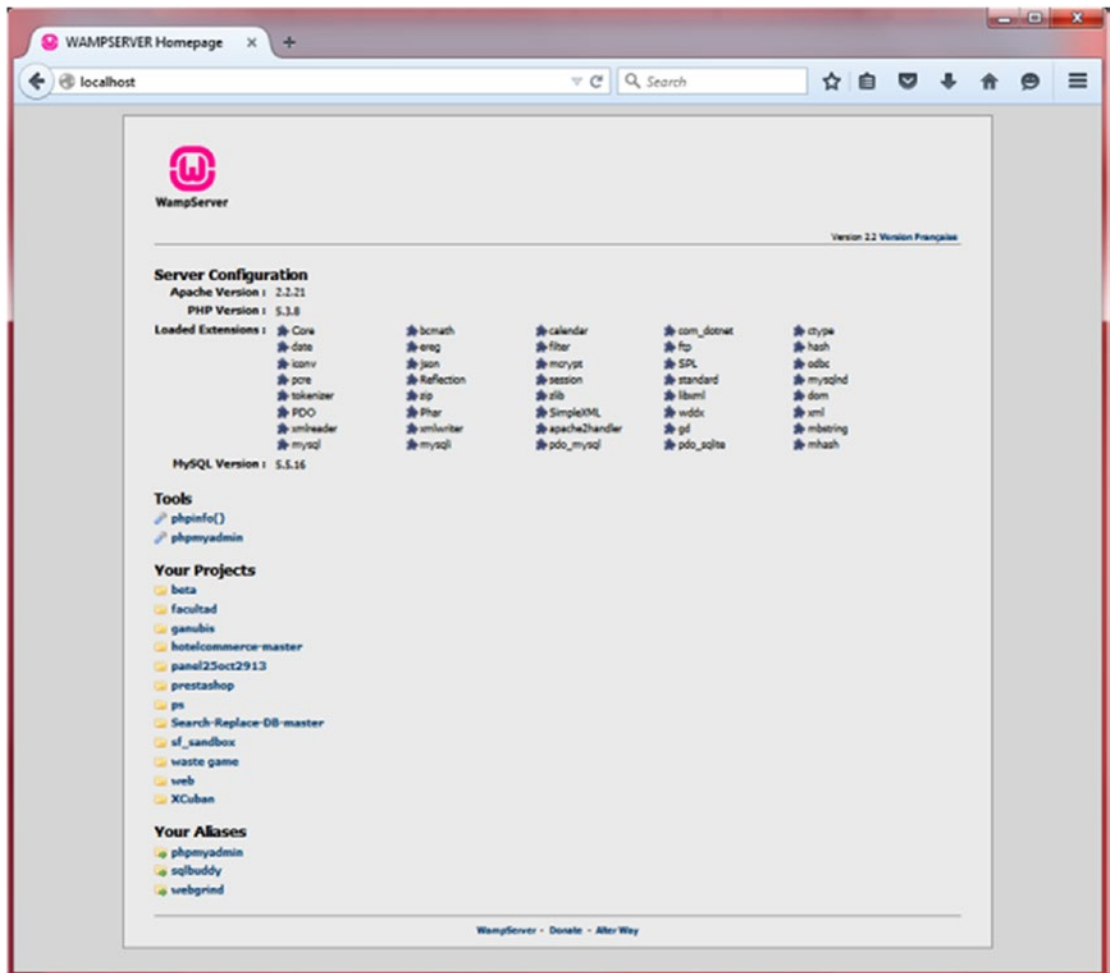 WAMPSERVER Homepage
localhost
Search
WampServer
Version 2.2 Version Française
Server Configuration
Apache Version : 2.2.21
PHP Version : 5.3.8
Loaded Extensions : Core bcmath calendar com_dotnet ctype
date ereg filter ftp hash
iconv json mcrypt SPL odbc
pcre Reflection session standard mysqlnd
tokenizer zip zlib libxml dom
PDO Phar SimpleXML wddx xml
xmlreader xmlwriter apache2handler gd mbstring
mysql mysqli pdo_mysql pdo_sqlite mhash
MySQL Version : 5.5.16
Tools
phpinfo()
phpmyadmin
Your Projects
beta
facultad
ganubis
hotelcommerce-master
panel25oct2913
prestashop
ps
Search-Replace-DB-master
sf_sandbox
waste game
web
XCuban
Your Aliases
phpmyadmin
sqlbuddy
webgrind
WampServer - Donate - Alter Way